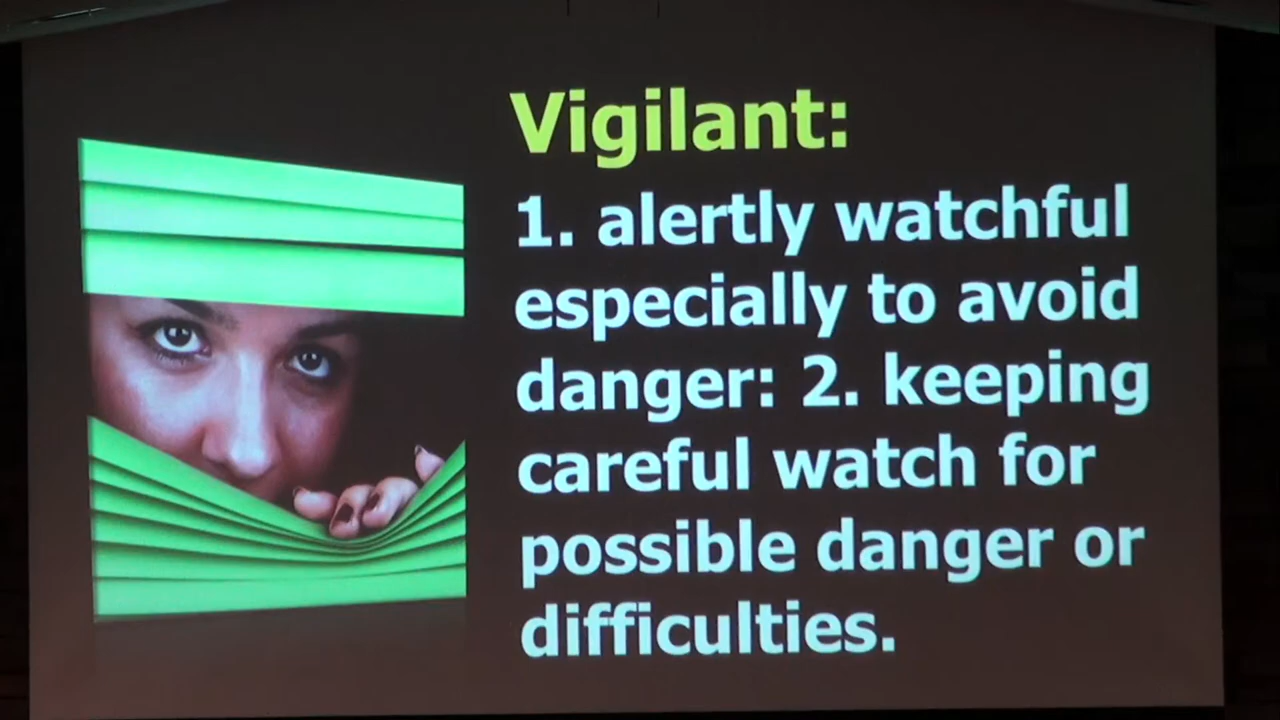 Vigilant:
1. alertly watchful
especially to avoid
danger: 2. keeping
careful watch for
possible danger or
difficulties.